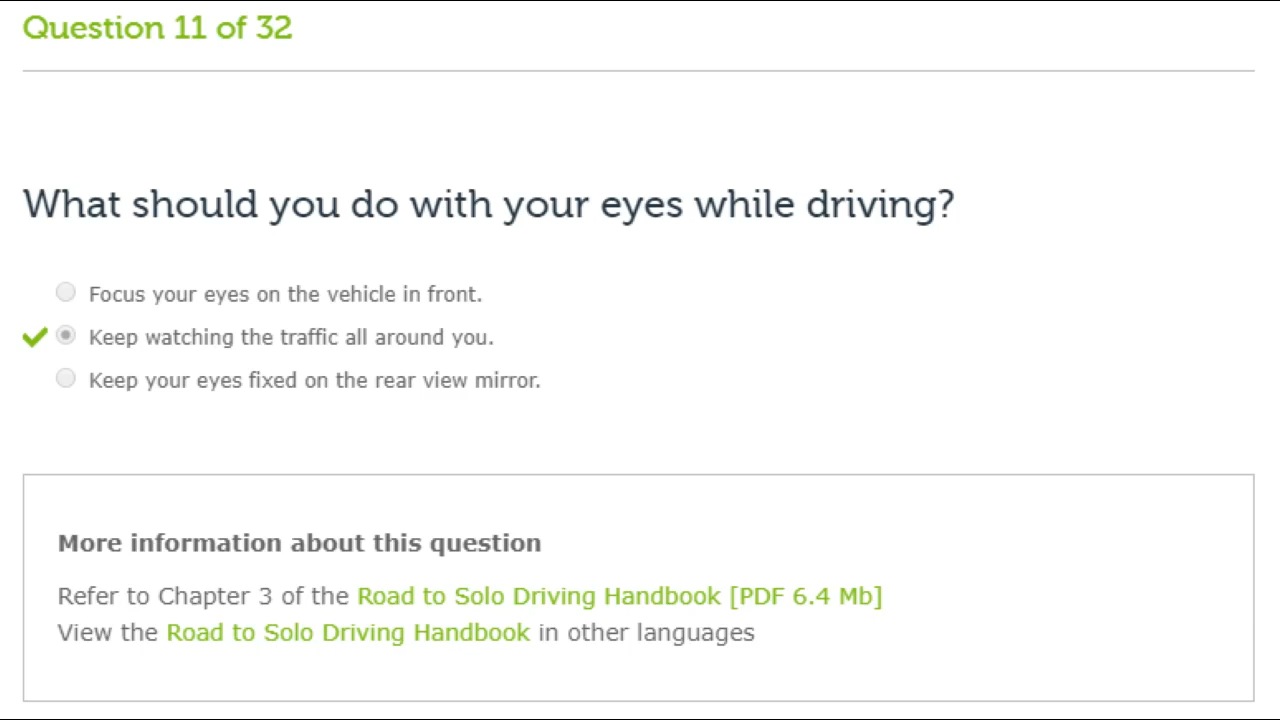 Question 11 of 32
What should you do with your eyes while driving?
Focus your eyes on the vehicle in front.
Keep watching the traffic all around you.
Keep your eyes fixed on the rear view mirror.
More information about this question
Refer to Chapter 3 of the Road to Solo Driving Handbook [PDF 6.4 Mb]
View the Road to Solo Driving Handbook in other languages